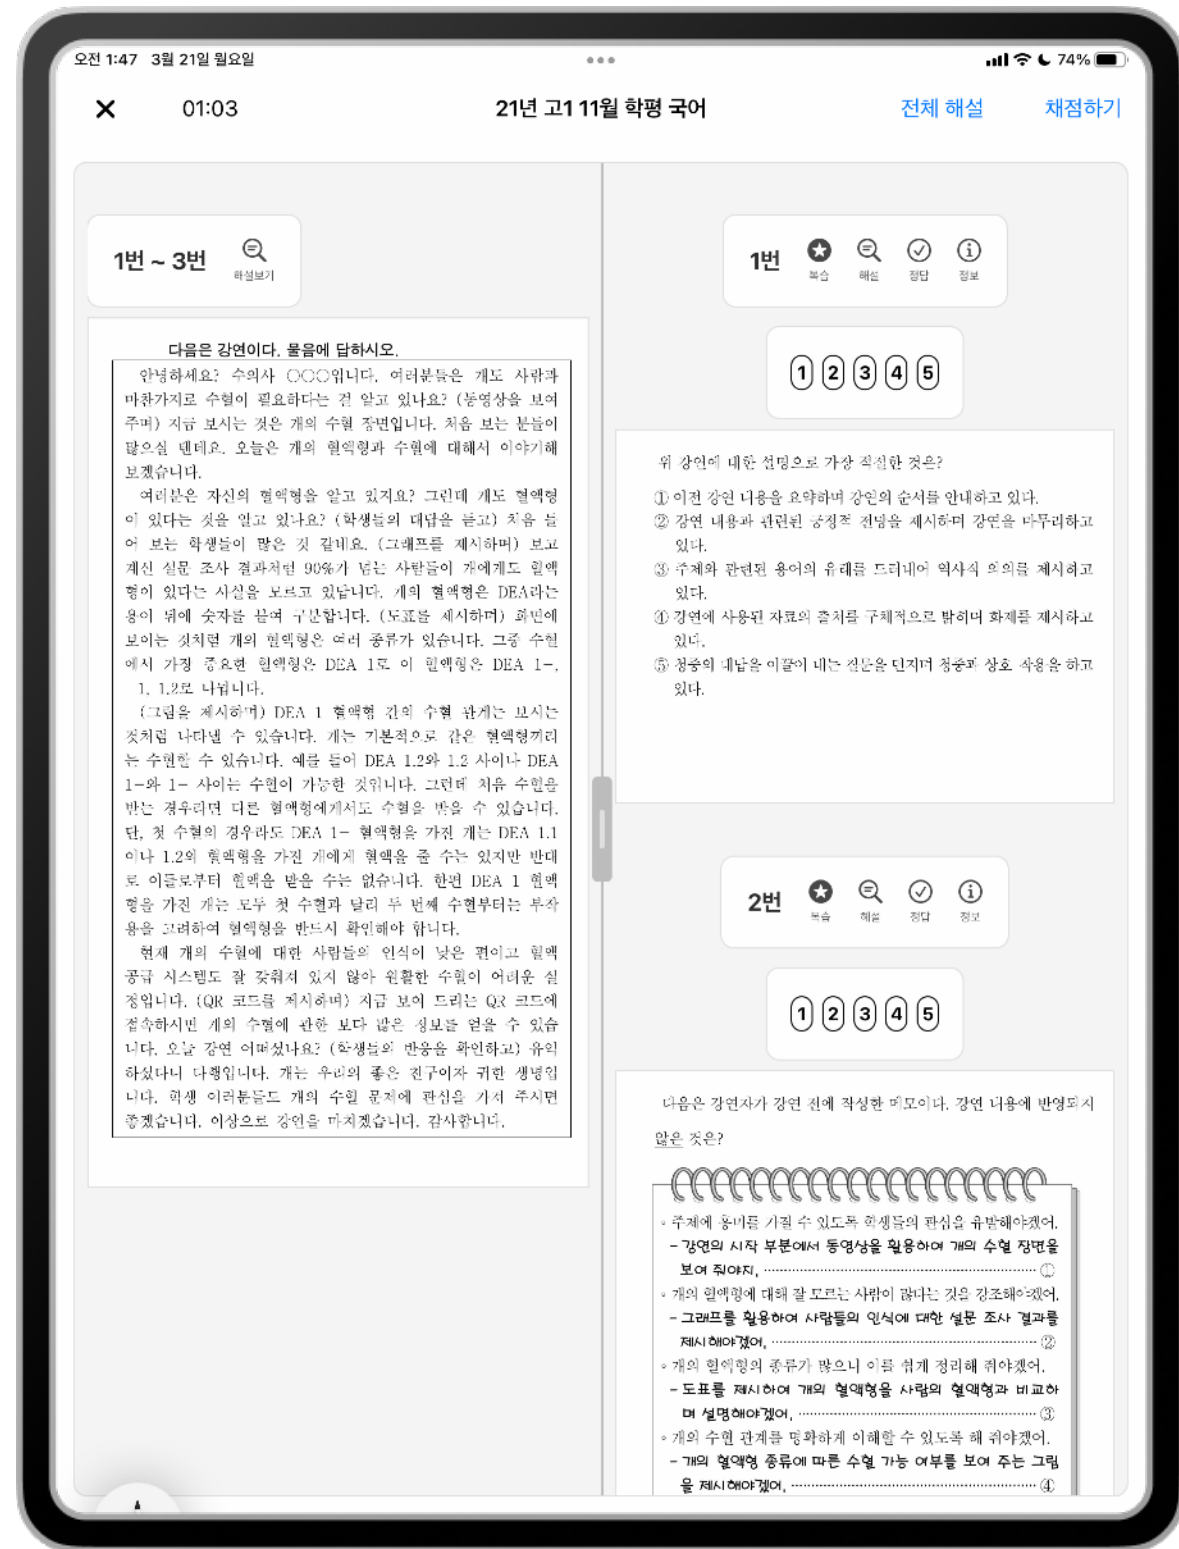 오전 1:47 3월 21일 월요일
74%
01:03
21년 고1 11월 학평 국어
전체 해설
채점하기
1번 ~ 3번
해설보기
다음은 강연이다. 물음에 답하시오.
안녕하세요? 수의사 ○○○입니다. 여러분들은 개도 사람과
마찬가지로 수혈이 필요하다는 걸 알고 있나요? (동영상을 보여
주며) 지금 보시는 것은 개의 수혈 장면입니다. 처음 보는 분들이
많으실 텐데요. 오늘은 개의 혈액형과 수혈에 대해서 이야기해
보겠습니다.
여러분은 자신의 혈액형을 알고 있지요? 그런데 개도 혈액형
이 있다는 것을 알고 있나요? (학생들의 대답을 듣고) 처음 들
어 보는 학생들이 많은 것 같네요. (그래프를 제시하며) 보고
계신 설문 조사 결과처럼 90%가 넘는 사람들이 개에게도 혈액
형이 있다는 사실을 모르고 있답니다. 개의 혈액형은 DEA라는
용어 뒤에 숫자를 붙여 구분합니다. (도표를 제시하며) 화면에
보이는 것처럼 개의 혈액형은 여러 종류가 있습니다. 그중 수혈
에서 가장 중요한 혈액형은 DEA 1로 이 혈액형은 DEA 1-,
1, 1.2로 나뉩니다.
(그림을 제시하며) DEA 1 혈액형 간의 수혈 관계는 보시는
것처럼 나타낼 수 있습니다. 개는 기본적으로 같은 혈액형끼리
는 수혈할 수 있습니다. 예를 들어 DEA 1.2와 1.2 사이나 DEA
1-와 1- 사이는 수혈이 가능한 것입니다. 그런데 처음 수혈을
받는 경우라면 다른 혈액형에게서도 수혈을 받을 수 있습니다.
단, 첫 수혈의 경우라도 DEA 1- 혈액형을 가진 개는 DEA 1.1
이나 1.2의 혈액형을 가진 개에게 혈액을 줄 수는 있지만 반대
로 이들로부터 혈액을 받을 수는 없습니다. 한편 DEA 1 혈액
형을 가진 개는 모두 첫 수혈과 달리 두 번째 수혈부터는 부작
용을 고려하여 혈액형을 반드시 확인해야 합니다.
현재 개의 수혈에 대한 사람들의 인식이 낮은 편이고 혈액
공급 시스템도 잘 갖춰져 있지 않아 원활한 수혈이 어려운 실
정입니다. (QR 코드를 제시하며) 지금 보여 드리는 QR 코드에
접속하시면 개의 수혈에 관한 보다 많은 정보를 얻을 수 있습
니다. 오늘 강연 어떠셨나요? (학생들의 반응을 확인하고) 유익
하셨다니 다행입니다. 개는 우리의 좋은 친구이자 귀한 생명입
니다. 학생 여러분들도 개의 수혈 문제에 관심을 가져 주시면
좋겠습니다. 이상으로 강연을 마치겠습니다. 감사합니다.
1번
복습 해설 정답 정보
1 2 3 4 5
위 강연에 대한 설명으로 가장 적절한 것은?
① 이전 강연 내용을 요약하며 강연의 순서를 안내하고 있다.
② 강연 내용과 관련된 긍정적 전망을 제시하며 강연을 마무리하고
있다.
③ 주제와 관련된 용어의 유래를 드러내어 역사적 의의를 제시하고
있다.
④ 강연에 사용된 자료의 출처를 구체적으로 밝히며 화제를 제시하고
있다.
⑤ 청중의 대답을 이끌어 내는 질문을 던지며 청중과 상호 작용을 하고
있다.
2번
복습 해설 정답 정보
1 2 3 4 5
다음은 강연자가 강연 전에 작성한 메모이다. 강연 내용에 반영되지
않은 것은?
◦ 주제에 흥미를 가질 수 있도록 학생들의 관심을 유발해야겠어.
- 강연의 시작 부분에서 동영상을 활용하여 개의 수혈 장면을
보여 줘야지. ①
◦ 개의 혈액형에 대해 잘 모르는 사람이 많다는 것을 강조해야겠어.
- 그래프를 활용하여 사람들의 인식에 대한 설문 조사 결과를
제시해야겠어. ②
◦ 개의 혈액형의 종류가 많으니 이를 쉽게 정리해 줘야겠어.
- 도표를 제시하여 개의 혈액형을 사람의 혈액형과 비교하
며 설명해야겠어. ③
◦ 개의 수혈 관계를 명확하게 이해할 수 있도록 해 줘야겠어.
- 개의 혈액형 종류에 따른 수혈 가능 여부를 보여 주는 그림
을 제시해야겠어. ④